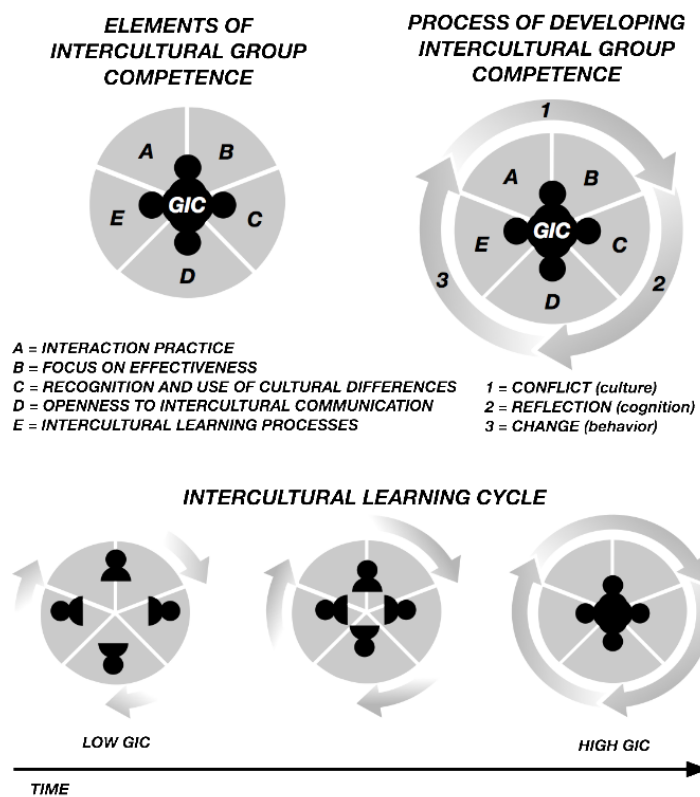 ELEMENTS OF
INTERCULTURAL GROUP
COMPETENCE
A
B
E
GIC
C
D
A = INTERACTION PRACTICE
B = FOCUS ON EFFECTIVENESS
C = RECOGNITION AND USE OF CULTURAL DIFFERENCES
D = OPENNESS TO INTERCULTURAL COMMUNICATION
E = INTERCULTURAL LEARNING PROCESSES
PROCESS OF DEVELOPING
INTERCULTURAL GROUP
COMPETENCE
1
A
B
E
GIC
C
3
2
D
1 = CONFLICT (culture)
2 = REFLECTION (cognition)
3 = CHANGE (behavior)
INTERCULTURAL LEARNING CYCLE
LOW GIC
HIGH GIC
TIME